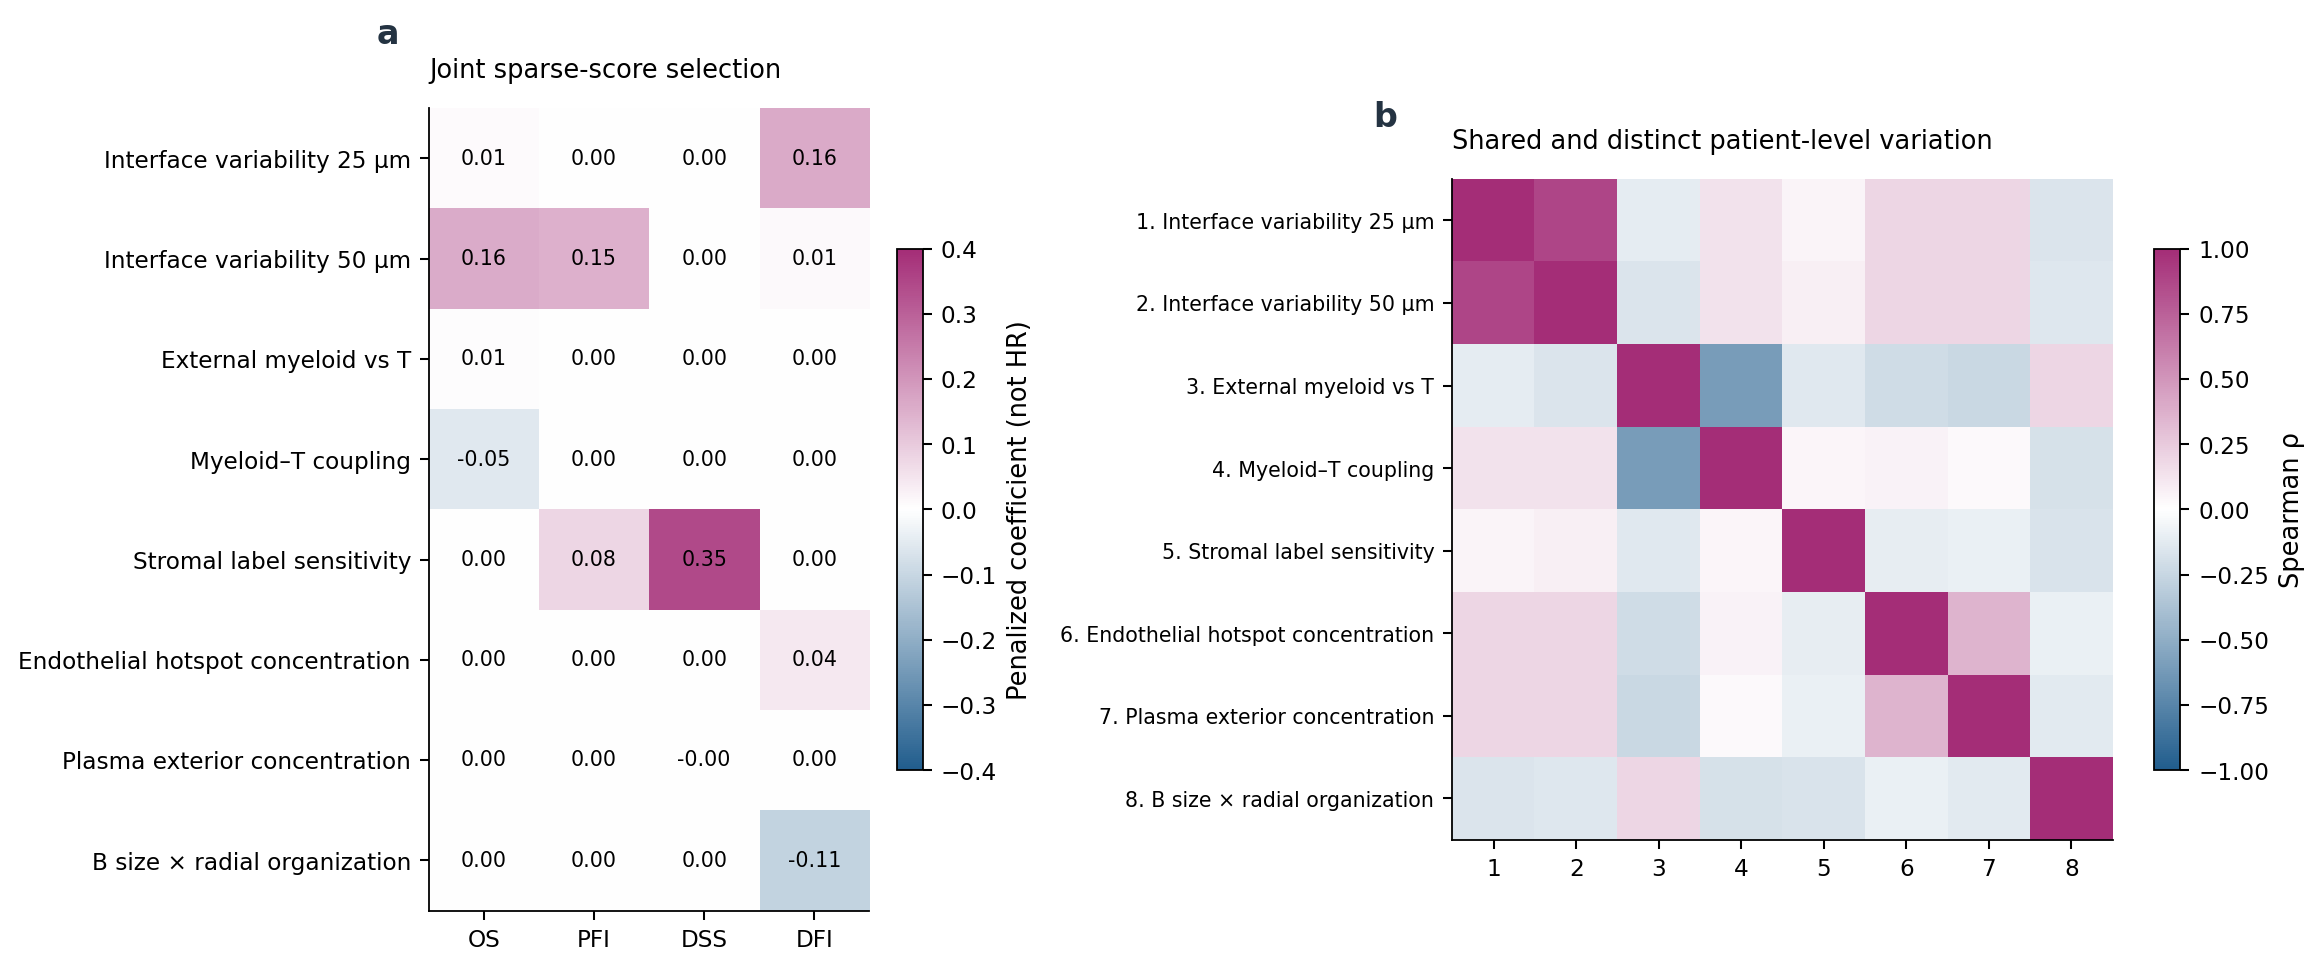 a
Joint sparse-score selection
Interface variability 25 μm 0.01 0.00 0.00 0.16
Interface variability 50 μm 0.16 0.15 0.00 0.01
External myeloid vs T 0.01 0.00 0.00 0.00
Myeloid–T coupling -0.05 0.00 0.00 0.00
Stromal label sensitivity 0.00 0.08 0.35 0.00
Endothelial hotspot concentration 0.00 0.00 0.00 0.04
Plasma exterior concentration 0.00 0.00 -0.00 0.00
B size × radial organization 0.00 0.00 0.00 -0.11
OS PFI DSS DFI
0.4
0.3
0.2
0.1
0.0
−0.1
−0.2
−0.3
−0.4
Penalized coefficient (not HR)
b
Shared and distinct patient-level variation
1. Interface variability 25 μm
2. Interface variability 50 μm
3. External myeloid vs T
4. Myeloid–T coupling
5. Stromal label sensitivity
6. Endothelial hotspot concentration
7. Plasma exterior concentration
8. B size × radial organization
1 2 3 4 5 6 7 8
1.00
0.75
0.50
0.25
0.00
−0.25
−0.50
−0.75
−1.00
Spearman ρ